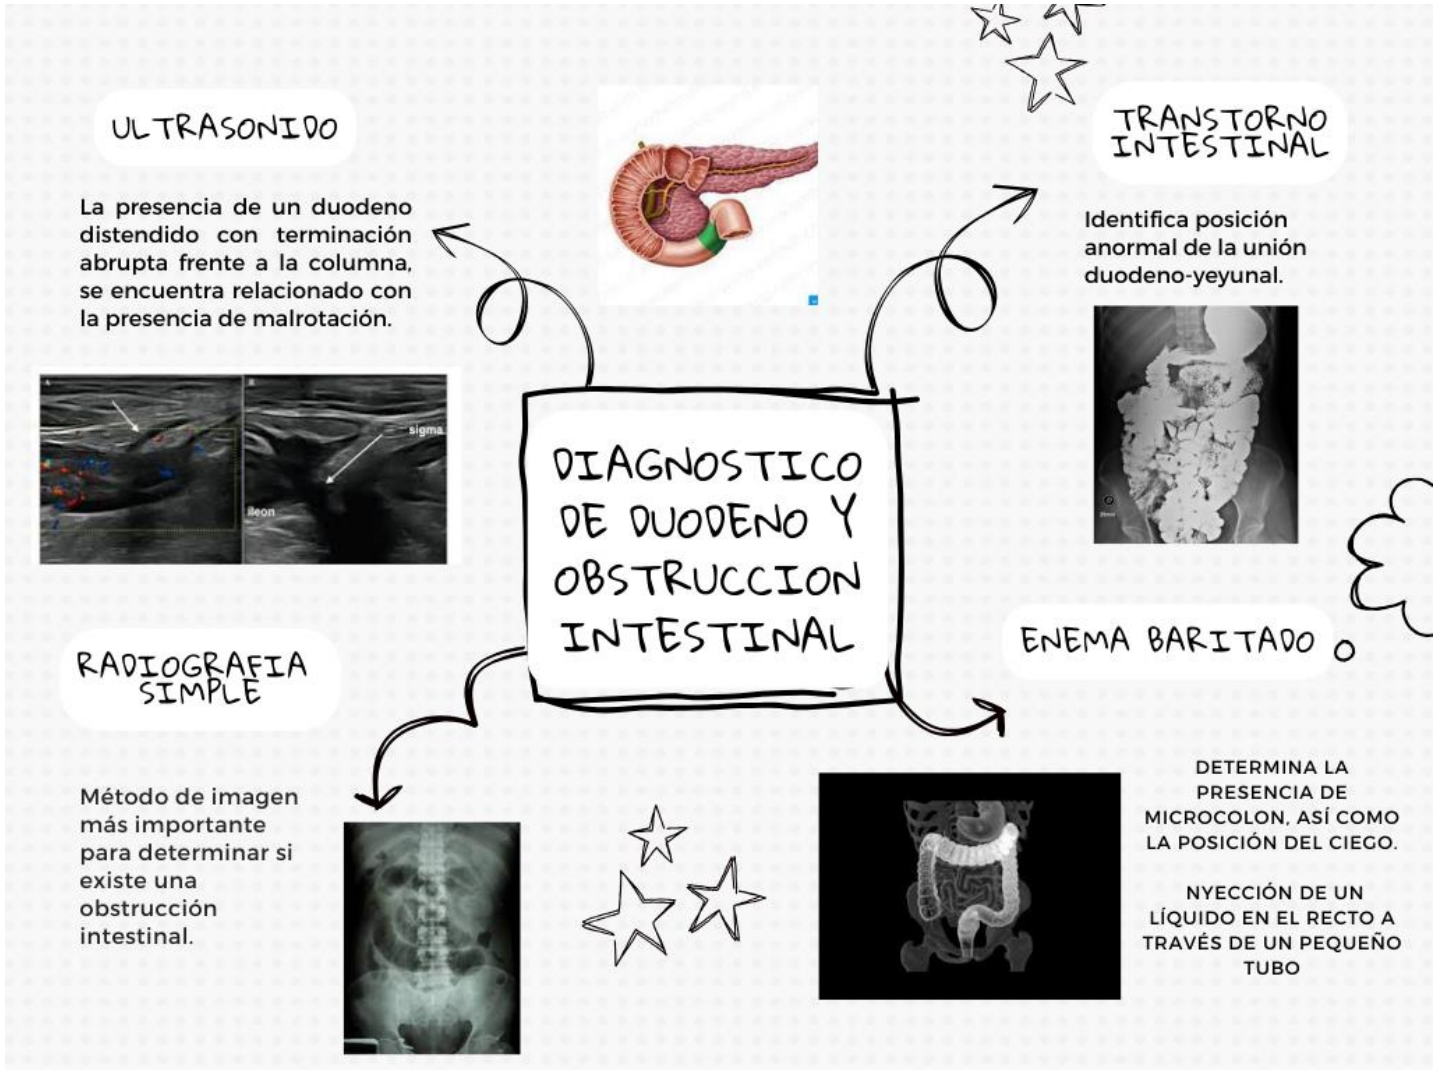 ULTRASONIDO
La presencia de un duodeno
distendido con terminación
abrupta frente a la columna,
se encuentra relacionado con
la presencia de malrotación.
A
B
sigma
ileon
TRANSTORNO
INTESTINAL
Identifica posición
anormal de la unión
duodeno-yeyunal.
DIAGNOSTICO
DE DUODENO Y
OBSTRUCCION
INTESTINAL
RADIOGRAFIA
SIMPLE
Método de imagen
más importante
para determinar si
existe una
obstrucción
intestinal.
ENEMA BARITADO
DETERMINA LA
PRESENCIA DE
MICROCOLON, ASÍ COMO
LA POSICIÓN DEL CIEGO.
NYECCIÓN DE UN
LÍQUIDO EN EL RECTO A
TRAVÉS DE UN PEQUEÑO
TUBO